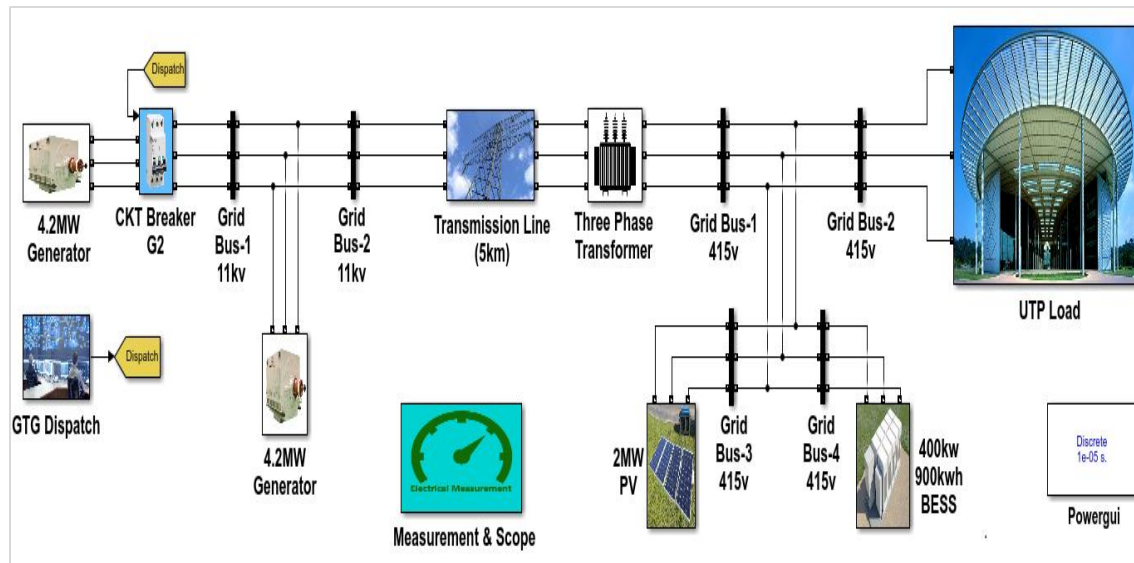 Dispatch
4.2MW
Generator
CKT Breaker
G2
Grid
Bus-1
11kv
Grid
Bus-2
11kv
Transmission Line
(5km)
Three Phase
Transformer
Grid Bus-1
415v
Grid Bus-2
415v
UTP Load
GTG Dispatch
Dispatch
4.2MW
Generator
Electrical Measurement
Measurement & Scope
2MW
PV
Grid
Bus-3
415v
Grid
Bus-4
415v
400kw
900kwh
BESS
Discrete
1e-05 s.
Powergui